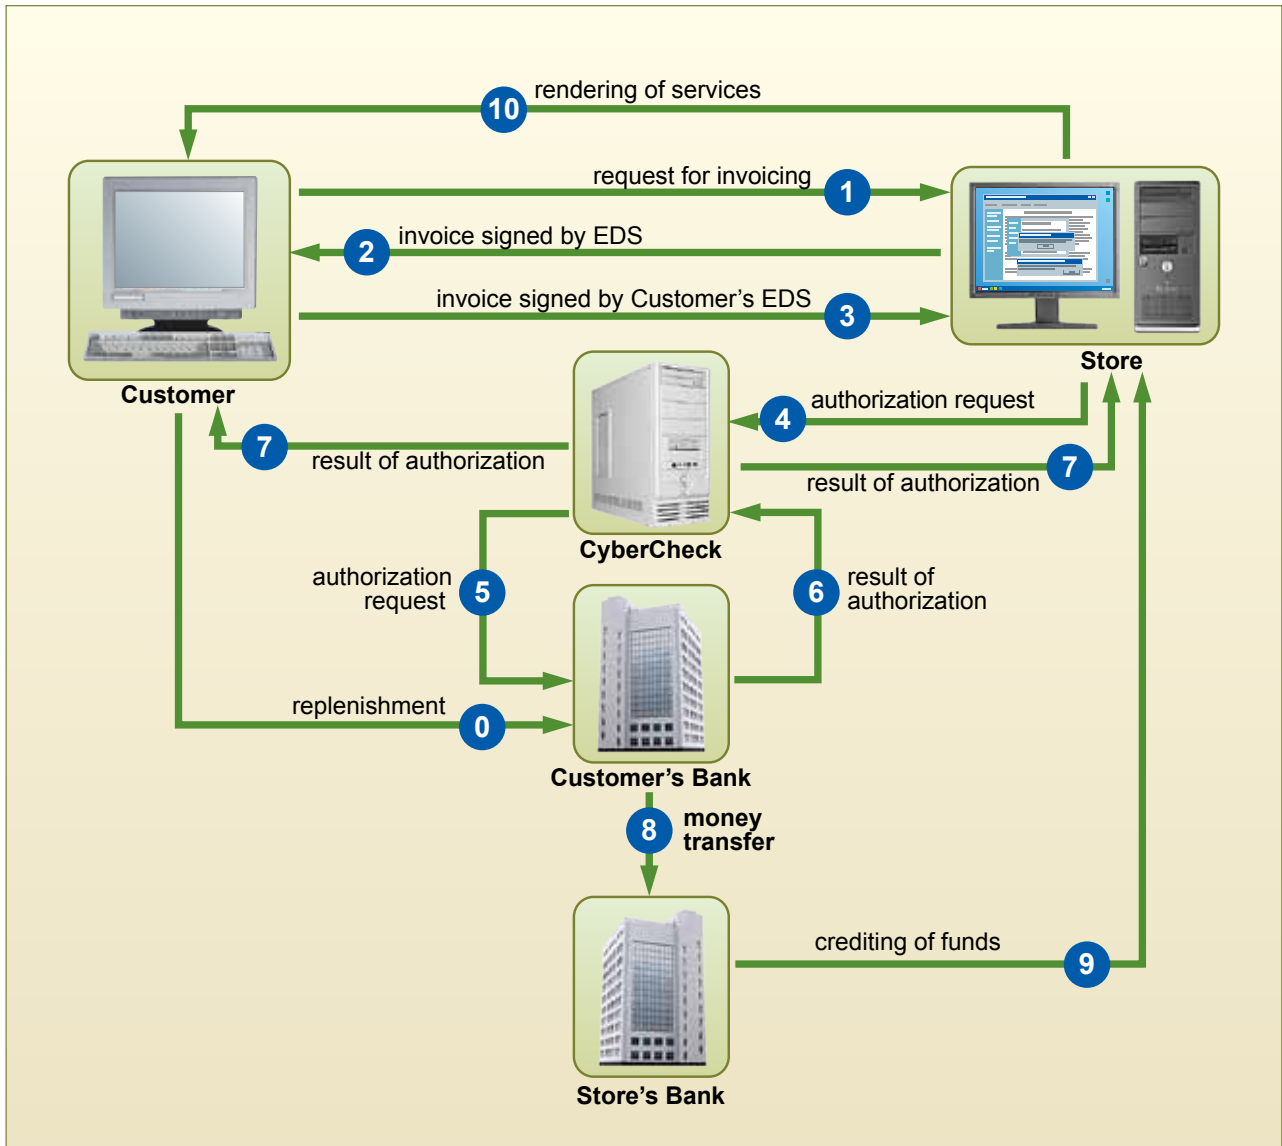 rendering of services
10
request for invoicing
1
invoice signed by EDS
2
invoice signed by Customer's EDS
3
Customer
Store
authorization request
4
7
result of authorization
7
result of authorization
CyberCheck
authorization
request
5
6
result of
authorization
replenishment
0
Customer's Bank
8
money
transfer
crediting of funds
9
Store's Bank